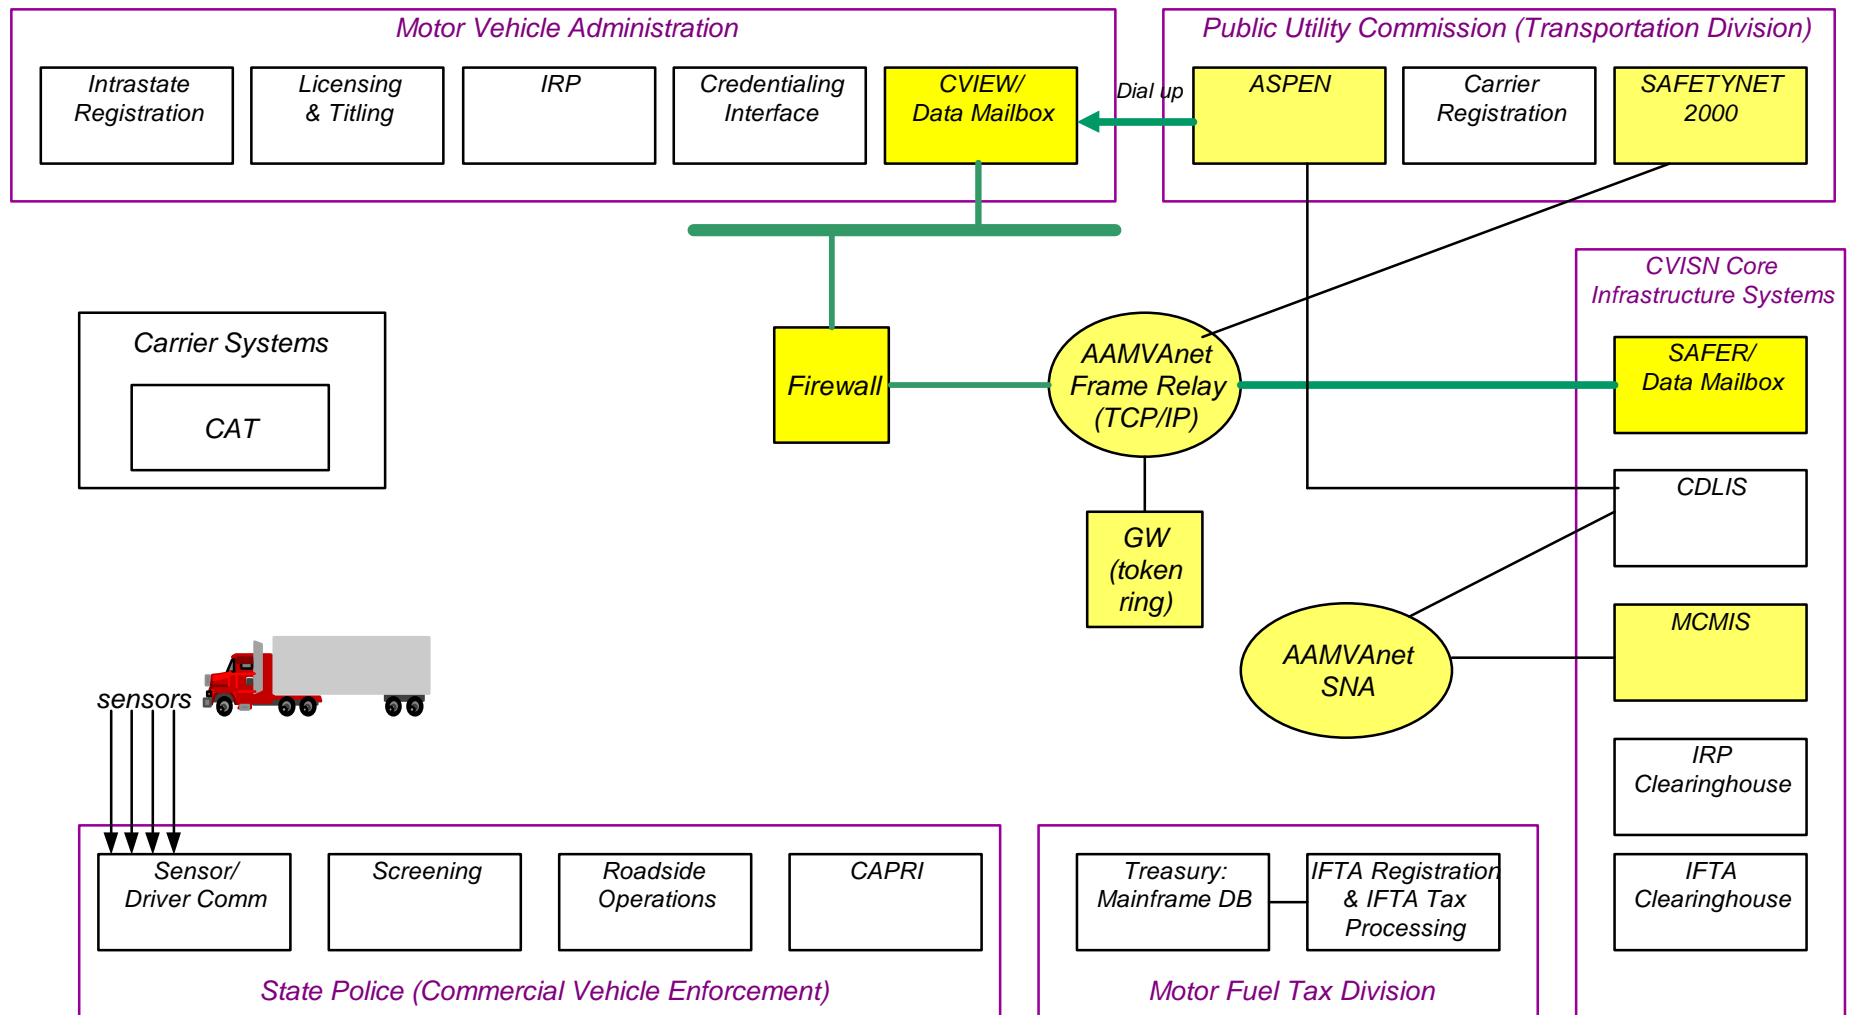 Motor Vehicle Administration
Intrastate
Registration
Licensing
& Titling
IRP
Credentialing
Interface
CVIEW/
Data Mailbox
Dial up
Public Utility Commission (Transportation Division)
ASPEN
Carrier
Registration
SAFETYNET
2000
CVISN Core
Infrastructure Systems
SAFER/
Data Mailbox
CDLIS
MCMIS
IRP
Clearinghouse
IFTA
Clearinghouse
Carrier Systems
CAT
Firewall
AAMVAnet
Frame Relay
(TCP/IP)
GW
(token
ring)
AAMVAnet
SNA
sensors
Sensor/
Driver Comm
Screening
Roadside
Operations
CAPRI
State Police (Commercial Vehicle Enforcement)
Treasury:
Mainframe DB
IFTA Registration
& IFTA Tax
Processing
Motor Fuel Tax Division